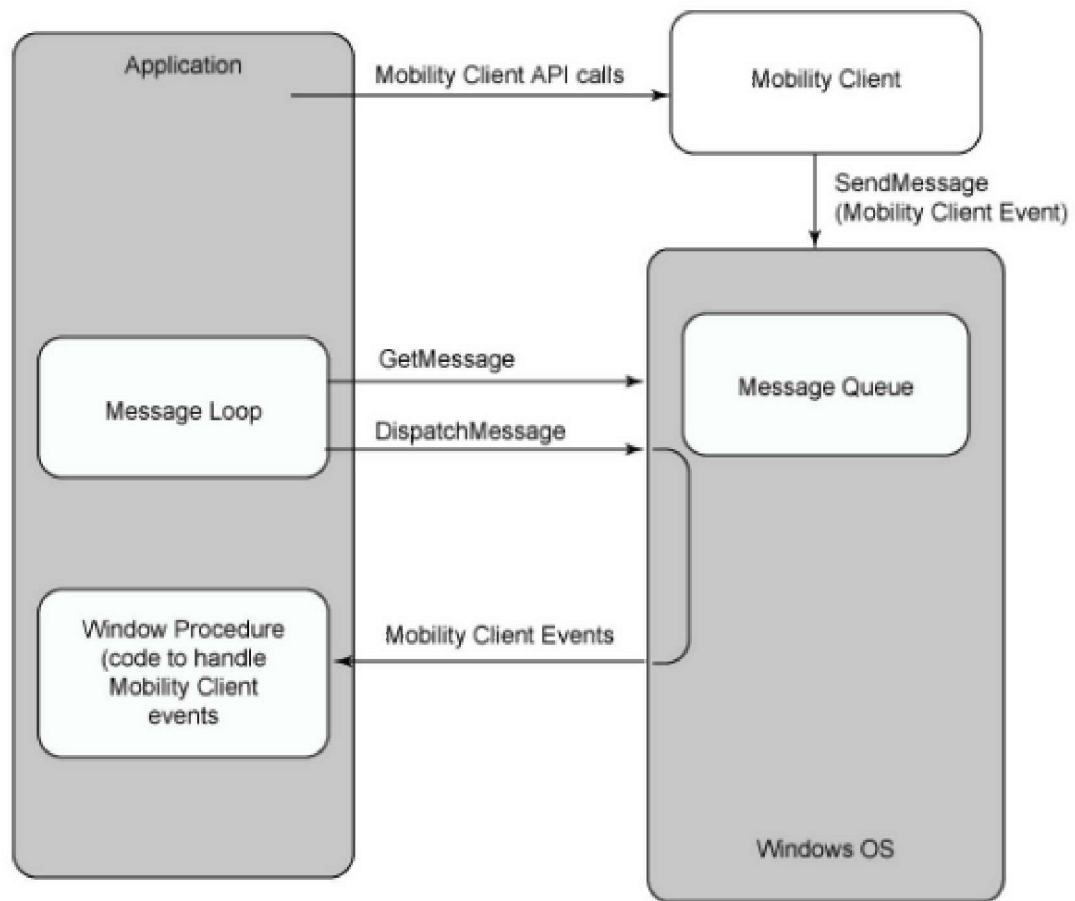 Application
Mobility Client API calls
Mobility Client
SendMessage
(Mobility Client Event)
Message Loop
GetMessage
DispatchMessage
Message Queue
Window Procedure
(code to handle
Mobility Client
events
Mobility Client Events
Windows OS